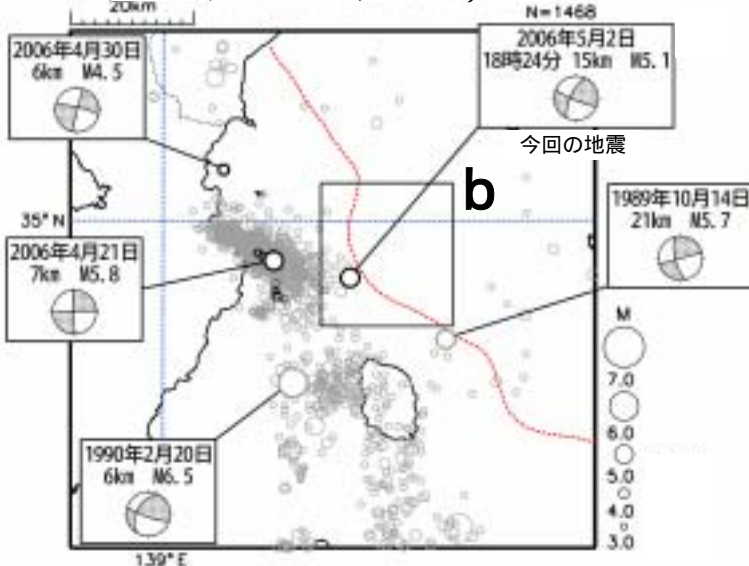 20km
N=1468
2006年4月30日
6km M4.5
2006年5月2日
18時24分 15km M5.1
今回の地震
b
1989年10月14日
21km M5.7
35°N
2006年4月21日
7km M5.8
M
7.0
6.0
5.0
4.0
3.0
1990年2月20日
6km M6.5
139°E